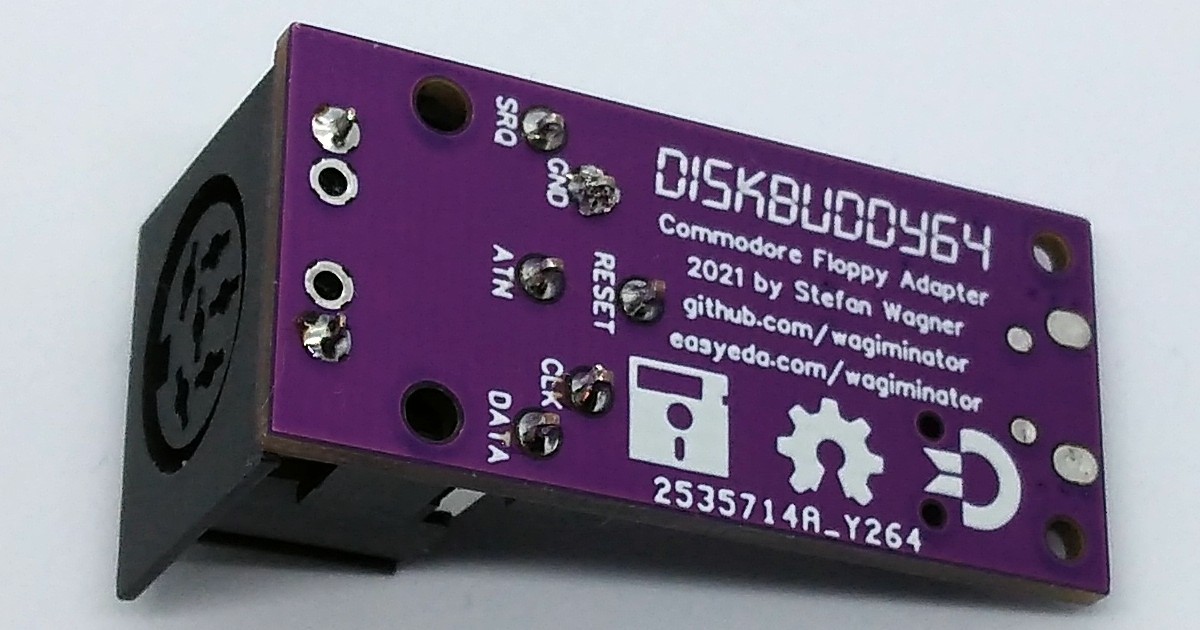 SRQ
GND
ATN
RESET
CLK
DATA
DISKBUDDY64
Commodore Floppy Adapter
2021 by Stefan Wagner
github.com/wagiminator
easyeda.com/wagiminator
2535714A_Y264